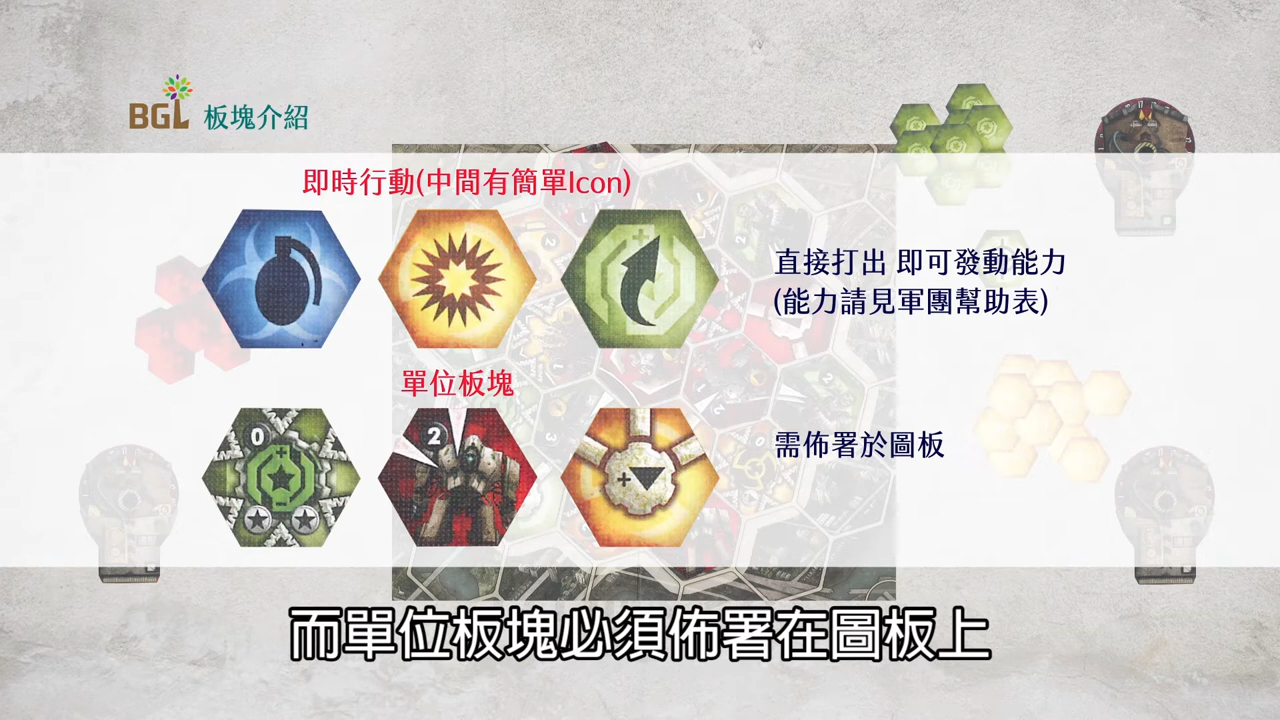 BGL 板塊介紹
即時行動(中間有簡單Icon)
直接打出 即可發動能力
(能力請見軍團幫助表)
單位板塊
0
2
需佈署於圖板
而單位板塊必須佈署在圖板上